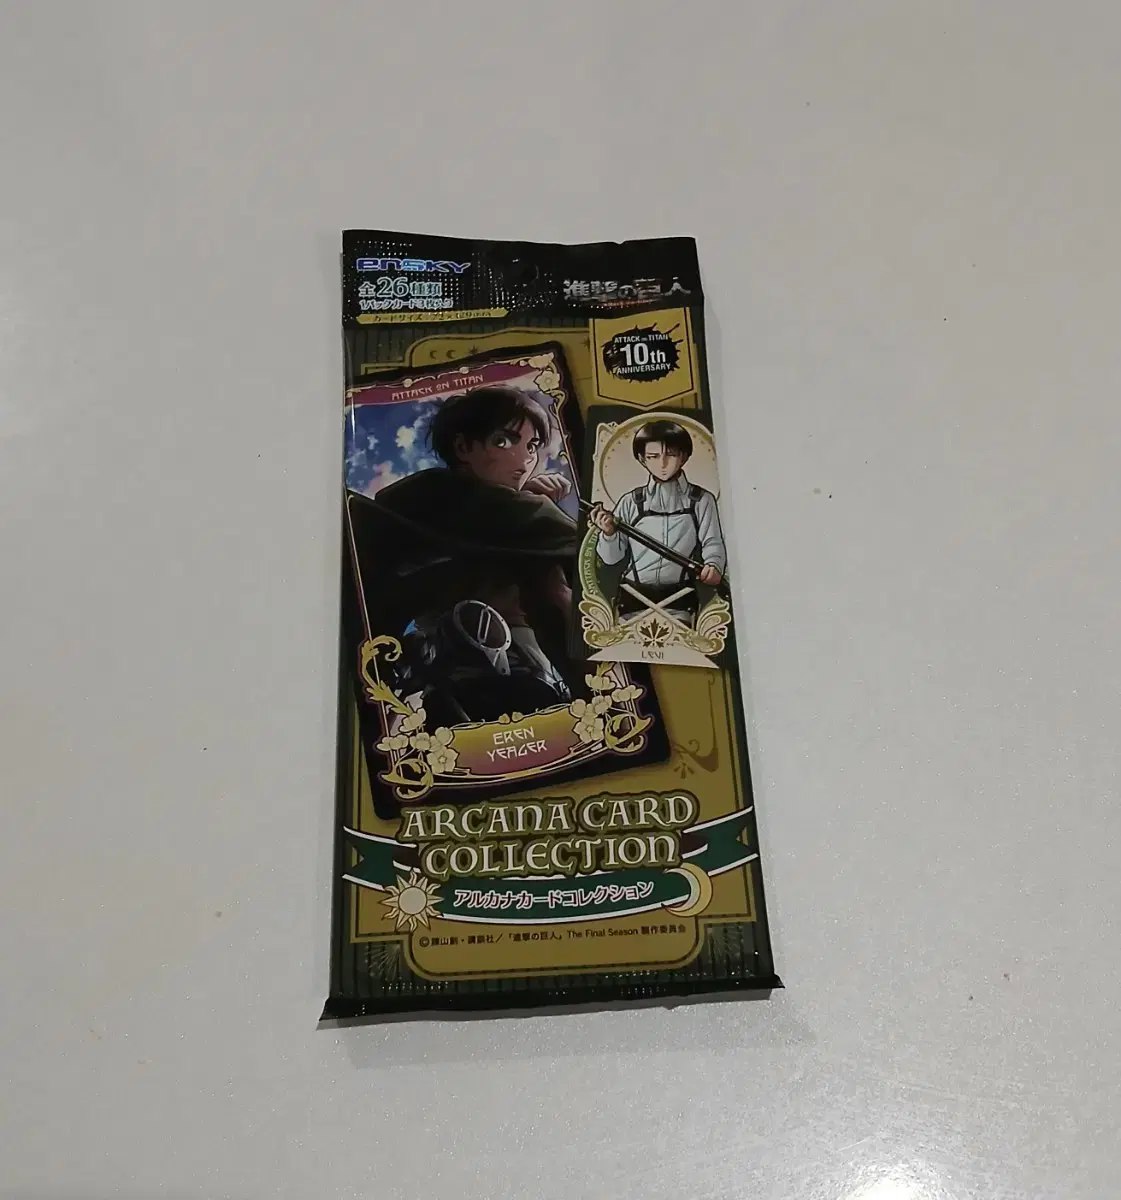 ensky
全26種類
1パックカード3枚入り
進撃の巨人
ATTACK ON TITAN
10th
ANNIVERSARY
ATTACK ON TITAN
ATTACK ON TITAN
LEVI
EREN
YEAGER
ARCANA CARD
COLLECTION
アルカナカードコレクション
©諫山創・講談社／「進撃の巨人」The Final Season 製作委員会